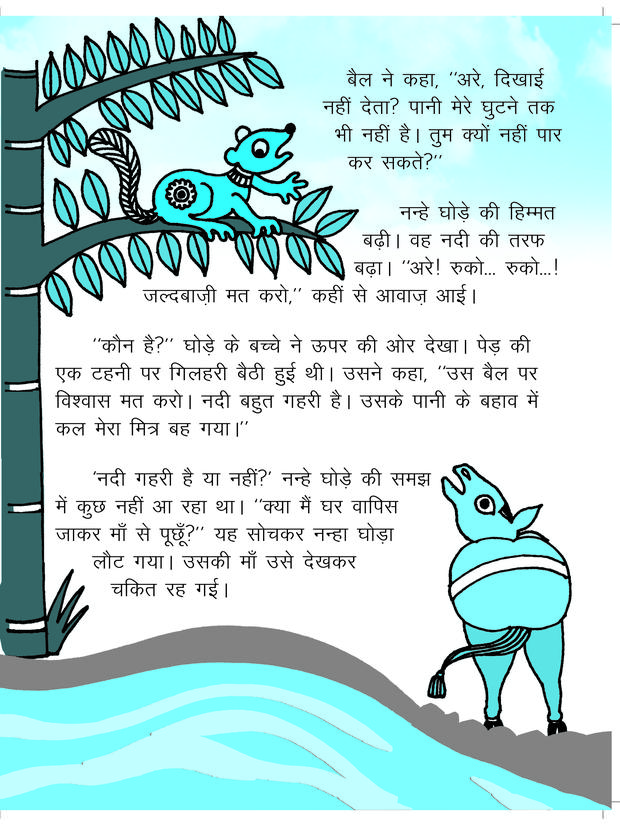 बैल ने कहा, ‘‘अरे, दिखाई
नहीं देता? पानी मेरे घुटने तक
भी नहीं है। तुम क्यों नहीं पार
कर सकते?’’
नन्हे घोड़े की हिम्मत
बढ़ी। वह नदी की तरफ
बढ़ा। ‘‘अरे! रुको... रुको...!
जल्दबाज़ी मत करो,’’ कहीं से आवाज़ आई।
‘‘कौन है?’’ घोड़े के बच्चे ने ऊपर की ओर देखा। पेड़ की
एक टहनी पर गिलहरी बैठी हुई थी। उसने कहा, ‘‘उस बैल पर
विश्वास मत करो। नदी बहुत गहरी है। उसके पानी के बहाव में
कल मेरा मित्र बह गया।’’
‘नदी गहरी है या नहीं?’ नन्हे घोड़े की समझ
में कुछ नहीं आ रहा था। ‘‘क्या मैं घर वापिस
जाकर माँ से पूछूँ?’’ यह सोचकर नन्हा घोड़ा
लौट गया। उसकी माँ उसे देखकर
चकित रह गई।